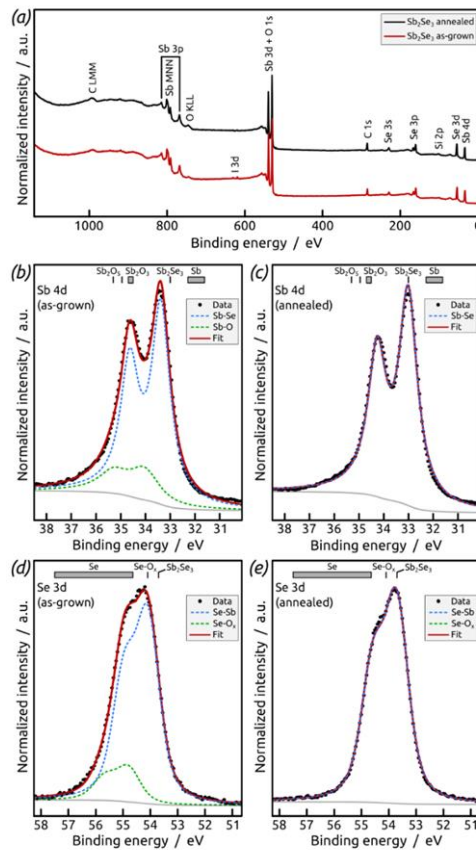 (a)
Sb₂Se₃ annealed
Sb₂Se₃ as-grown
C LMM
Sb 3p
Sb MNN
O KLL
I 3d
Sb 3d + O 1s
C 1s
Se 3s
Se 3p
Si 2p
Se 3d
Sb 4d
Normalized intensity / a.u.
1000 800 600 400 200 0
Binding energy / eV
(b)
Sb₂O₅ Sb₂O₃ Sb₂Se₃ Sb
Sb 4d
(as-grown)
Data
Sb-Se
Sb-O
Fit
Normalized intensity / a.u.
38 37 36 35 34 33 32 31
Binding energy / eV
(c)
Sb₂O₅ Sb₂O₃ Sb₂Se₃ Sb
Sb 4d
(annealed)
Data
Sb-Se
Fit
Normalized intensity / a.u.
38 37 36 35 34 33 32 31
Binding energy / eV
(d)
Se Se-Oₓ Sb₂Se₃
Se 3d
(as-grown)
Data
Se-Sb
Se-Oₓ
Fit
Normalized intensity / a.u.
58 57 56 55 54 53 52 51
Binding energy / eV
(e)
Se Se-Oₓ Sb₂Se₃
Se 3d
(annealed)
Data
Se-Sb
Se-Oₓ
Fit
Normalized intensity / a.u.
58 57 56 55 54 53 52 51
Binding energy / eV